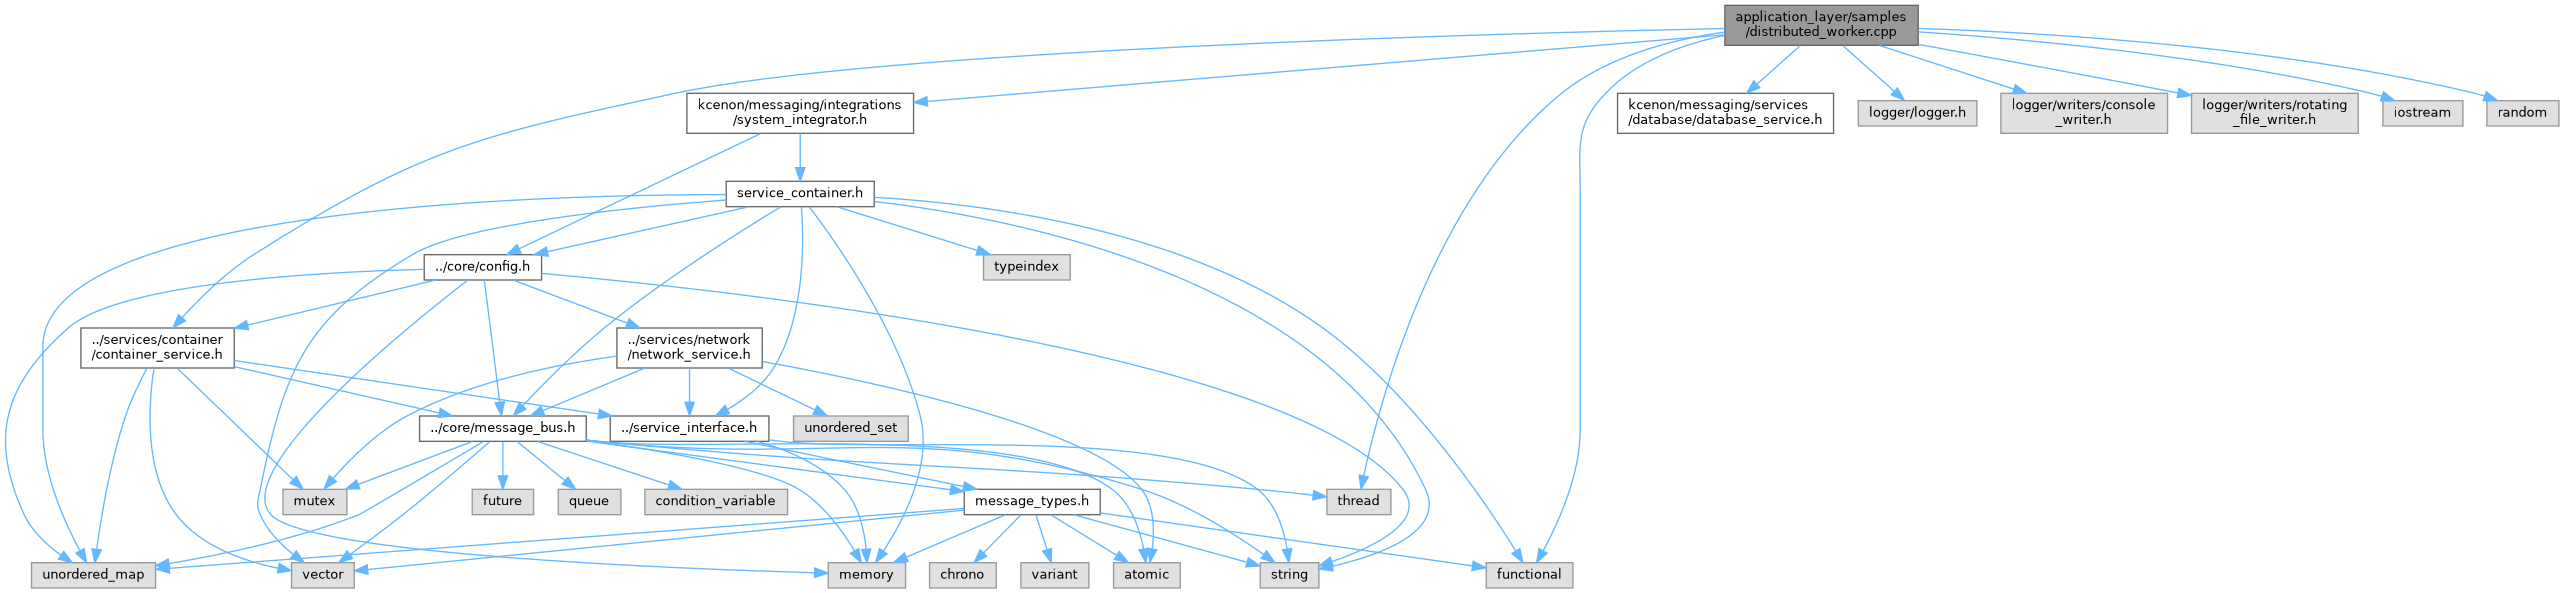 application_layer/samples
/distributed_worker.cpp
kcenon/messaging/integrations
/system_integrator.h
kcenon/messaging/services
/database/database_service.h
logger/logger.h
logger/writers/console
_writer.h
logger/writers/rotating
_file_writer.h
iostream
random
service_container.h
../core/config.h
typeindex
../services/container
/container_service.h
../services/network
/network_service.h
../core/message_bus.h
../service_interface.h
unordered_set
mutex
future
queue
condition_variable
message_types.h
thread
unordered_map
vector
memory
chrono
variant
atomic
string
functional